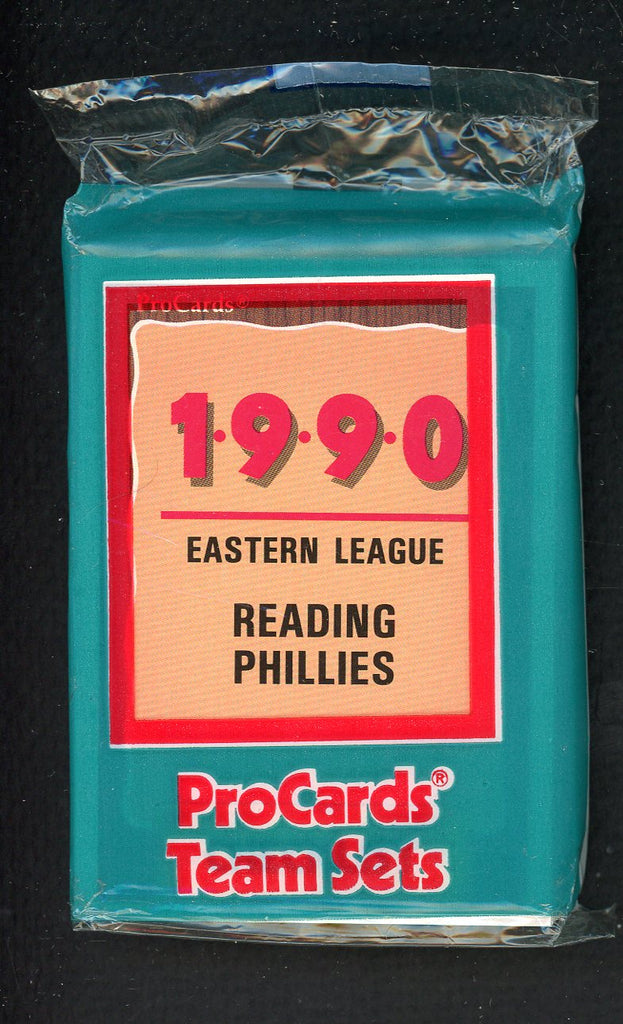 ProCards®
1·9·9·0
EASTERN LEAGUE
READING
PHILLIES
ProCards®
Team Sets